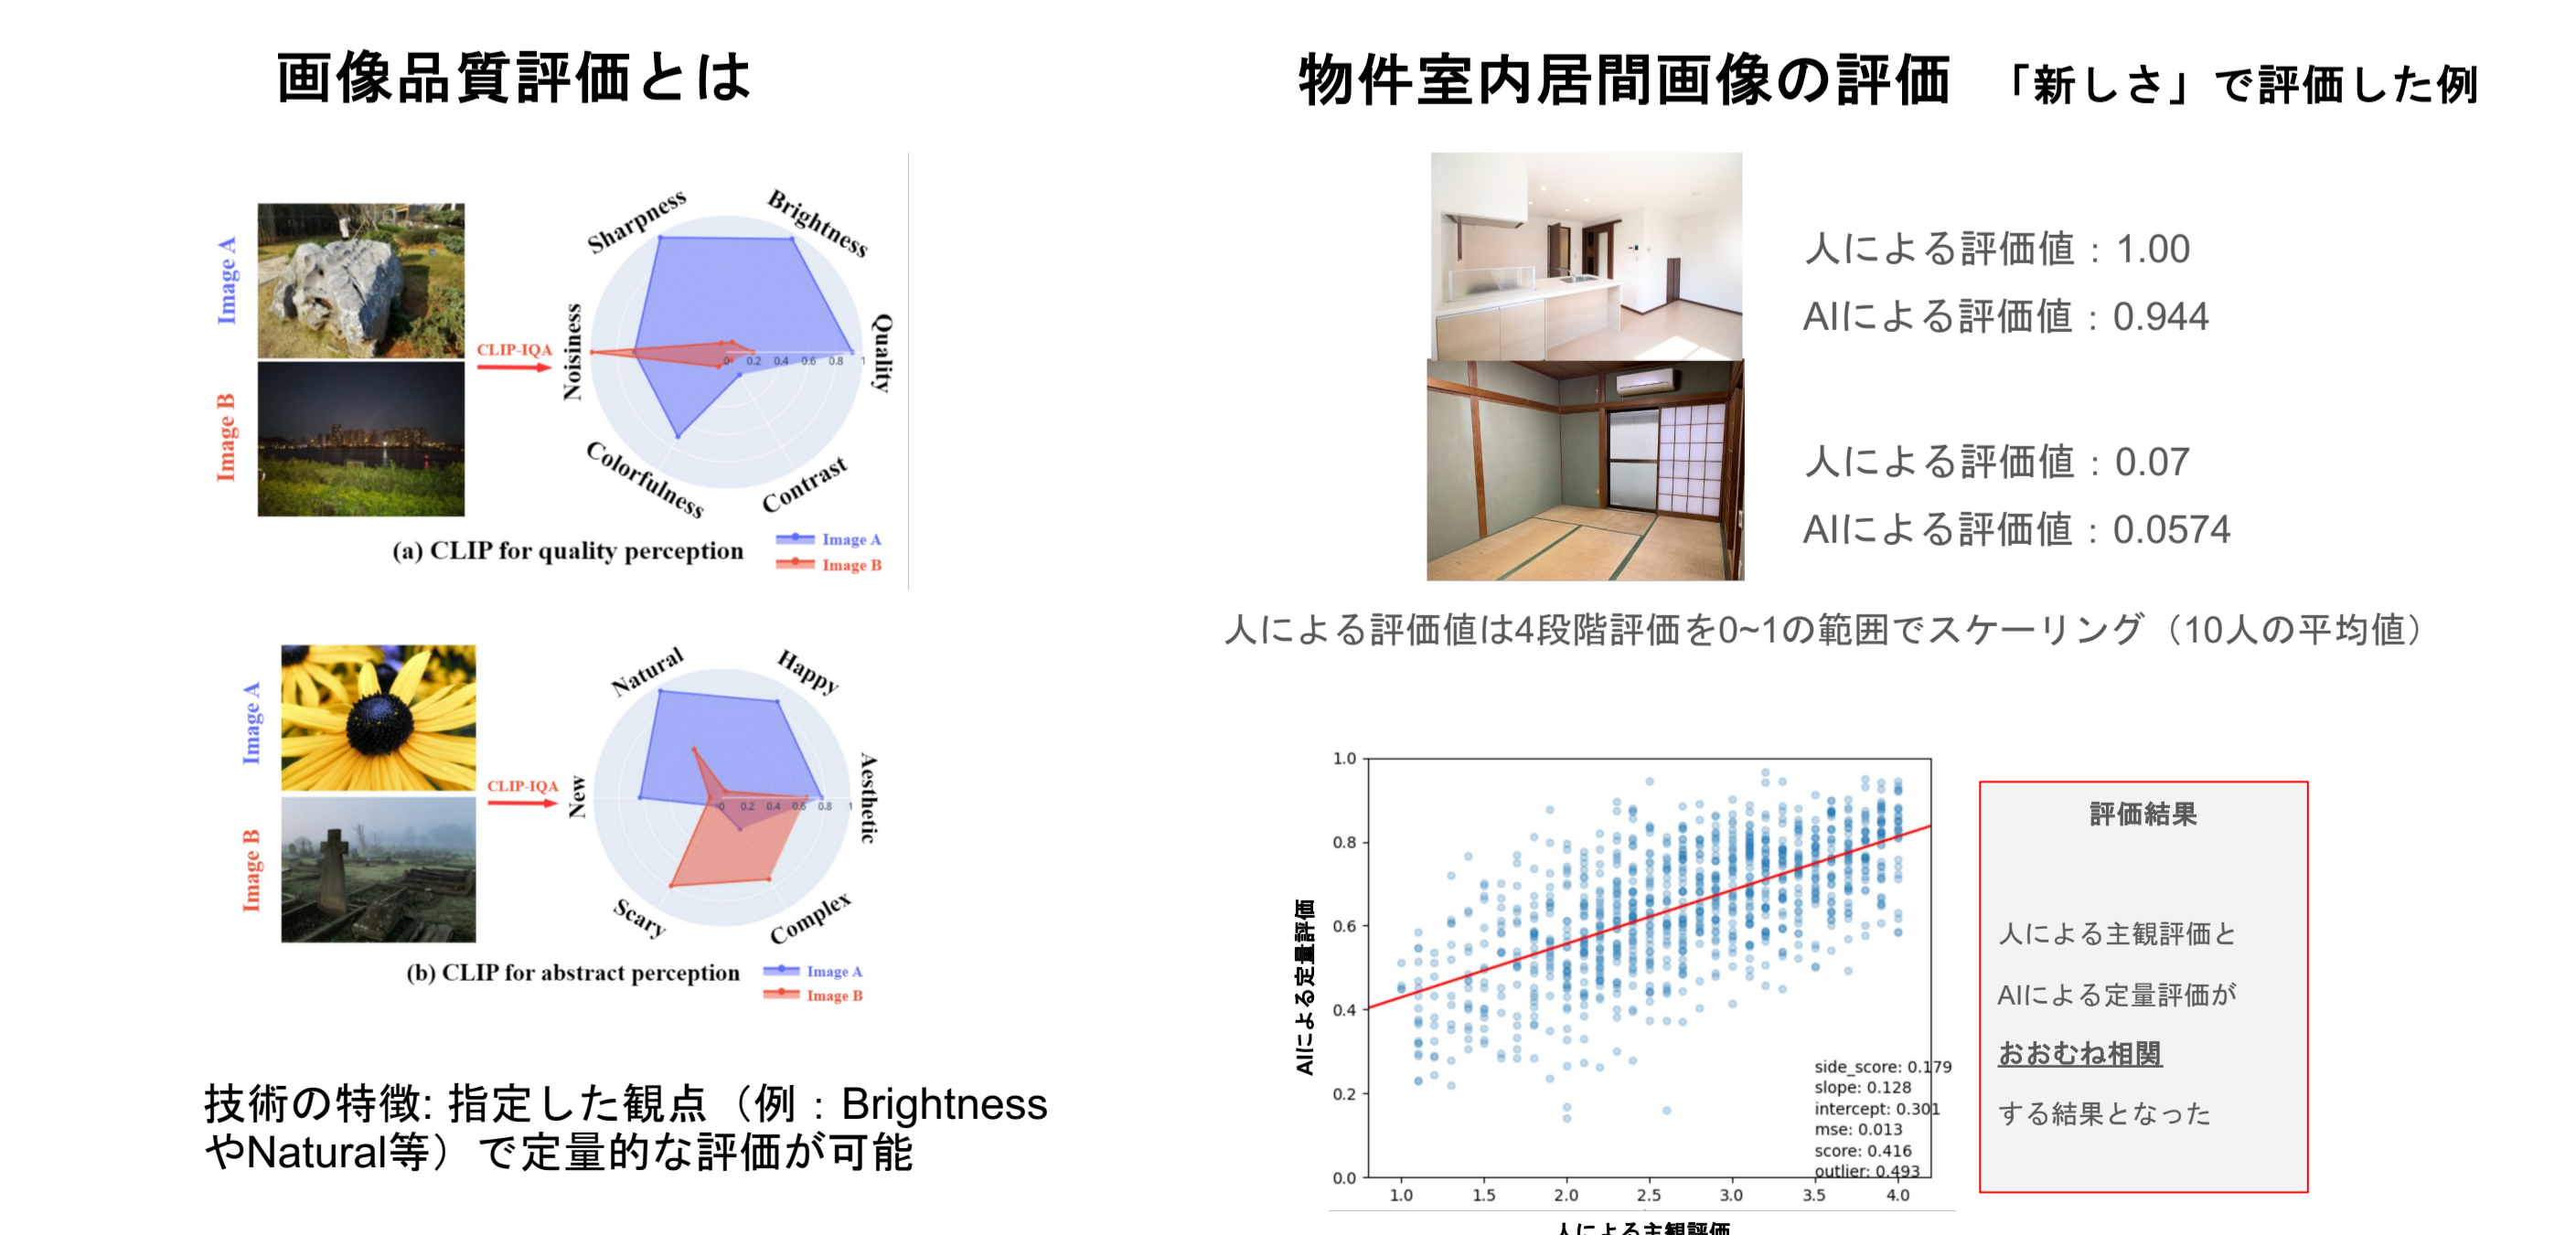 画像品質評価とは
Image A
Image B
CLIP-IQA
Sharpness
Brightness
Noisiness
Quality
Colorfulness
Contrast
0 0.2 0.4 0.6 0.8 1
(a) CLIP for quality perception
Image A
Image B
Image A
Image B
CLIP-IQA
Natural
Happy
New
Aesthetic
Scary
Complex
0 0.2 0.4 0.6 0.8 1
(b) CLIP for abstract perception
Image A
Image B
技術の特徴: 指定した観点（例：Brightness
やNatural等）で定量的な評価が可能
物件室内居間画像の評価 「新しさ」で評価した例
人による評価値：1.00
AIによる評価値：0.944
人による評価値：0.07
AIによる評価値：0.0574
人による評価値は4段階評価を0~1の範囲でスケーリング（10人の平均値）
AIによる定量評価
1.0
0.8
0.6
0.4
0.2
0.0
side_score: 0.179
slope: 0.128
intercept: 0.301
mse: 0.013
score: 0.416
outlier: 0.493
1.0 1.5 2.0 2.5 3.0 3.5 4.0
人による主観評価
評価結果
人による主観評価と
AIによる定量評価が
おおむね相関
する結果となった